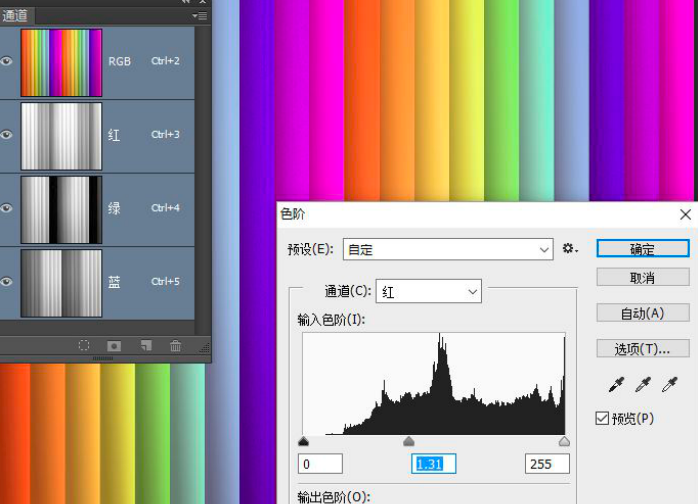 通道
RGB Ctrl+2
红 Ctrl+3
绿 Ctrl+4
蓝 Ctrl+5
色阶
预设(E): 自定
确定
取消
通道(C): 红
自动(A)
输入色阶(I):
选项(T)...
预览(P)
0 1.31 255
输出色阶(O):